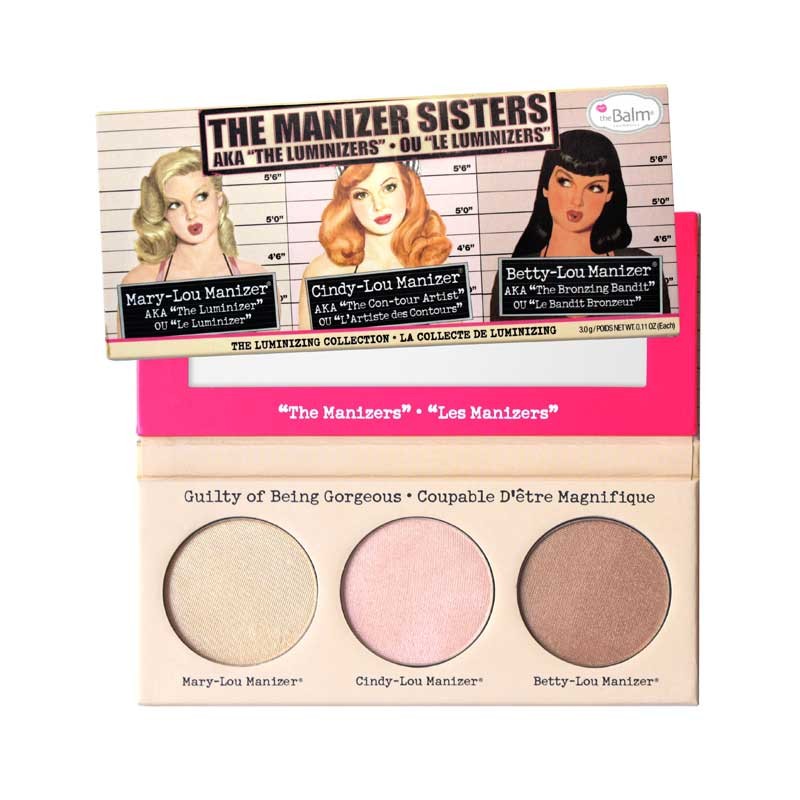 THE MANIZER SISTERS
AKA "THE LUMINIZERS" • OU "LE LUMINIZERS"
the Balm®
5'6"
5'6"
5'6"
5'0"
5'0"
5'0"
4'6"
4'6"
4'6"
Mary-Lou Manizer®
AKA "The Luminizer"
OU "Le Luminizer"
Cindy-Lou Manizer®
AKA "The Con-tour Artist"
OU "L'Artiste des Contours"
Betty-Lou Manizer®
AKA "The Bronzing Bandit"
OU "Le Bandit Bronzeur"
THE LUMINIZING COLLECTION • LA COLLECTE DE LUMINIZING
3.0 g / POIDS NET WT. 0.11 OZ (Each)
"The Manizers" • "Les Manizers"
Guilty of Being Gorgeous • Coupable D'être Magnifique
Mary-Lou Manizer®
Cindy-Lou Manizer®
Betty-Lou Manizer®